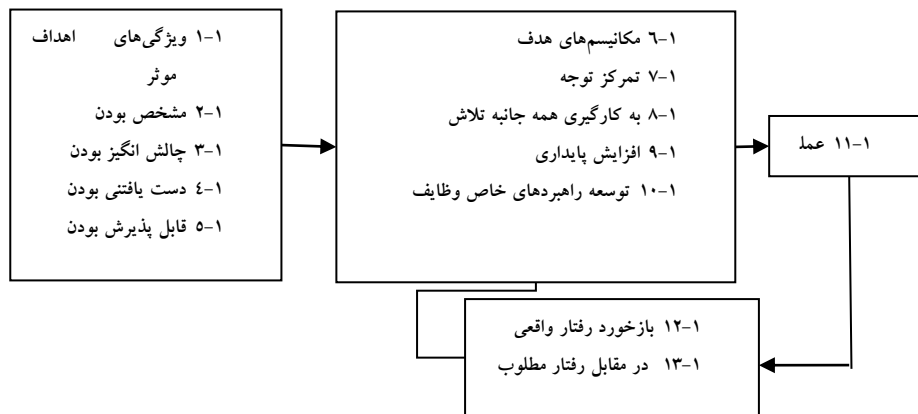 ۱-۱ ویژگی‌های اهداف
موثر
۱-۲ مشخص بودن
۱-۳ چالش انگیز بودن
۱-٤ دست یافتنی بودن
۱-٥ قابل پذیرش بودن
۱-٦ مکانیسم‌های هدف
۱-۷ تمرکز توجه
۱-۸ به کارگیری همه جانبه تلاش
۱-۹ افزایش پایداری
۱-۱۰ توسعه راهبردهای خاص وظایف
۱-۱۱ عمل
۱-۱۲ بازخورد رفتار واقعی
۱-۱۳ در مقابل رفتار مطلوب